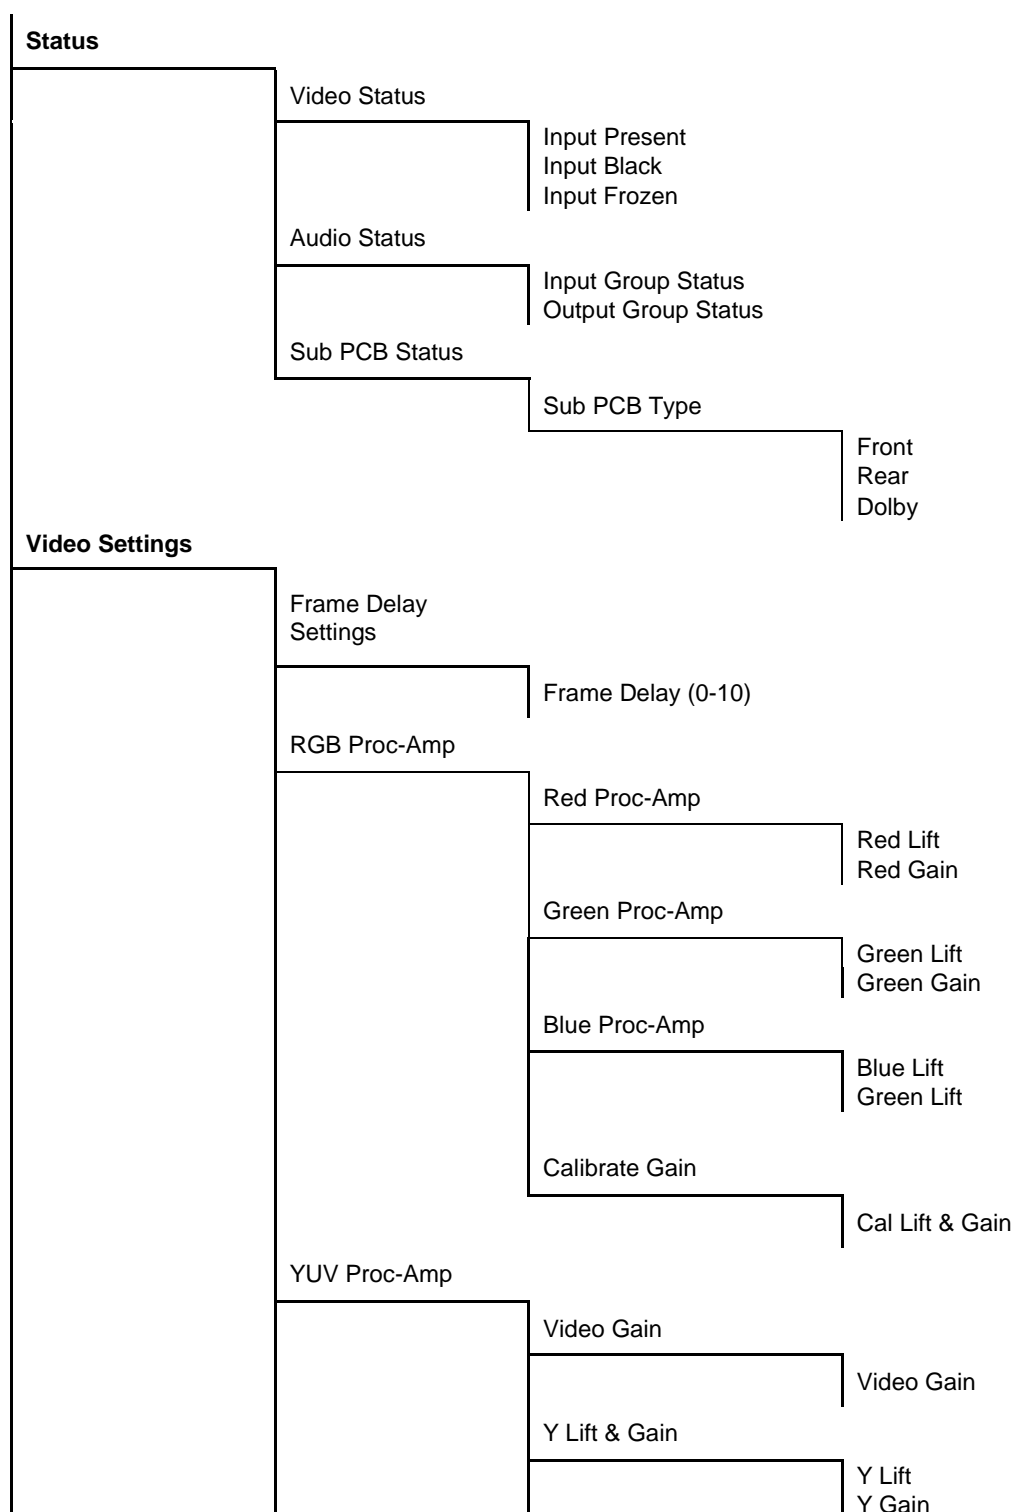 Status
Video Status
Input Present
Input Black
Input Frozen
Audio Status
Input Group Status
Output Group Status
Sub PCB Status
Sub PCB Type
Front
Rear
Dolby
Video Settings
Frame Delay
Settings
Frame Delay (0-10)
RGB Proc-Amp
Red Proc-Amp
Red Lift
Red Gain
Green Proc-Amp
Green Lift
Green Gain
Blue Proc-Amp
Blue Lift
Green Lift
Calibrate Gain
Cal Lift & Gain
YUV Proc-Amp
Video Gain
Video Gain
Y Lift & Gain
Y Lift
Y Gain